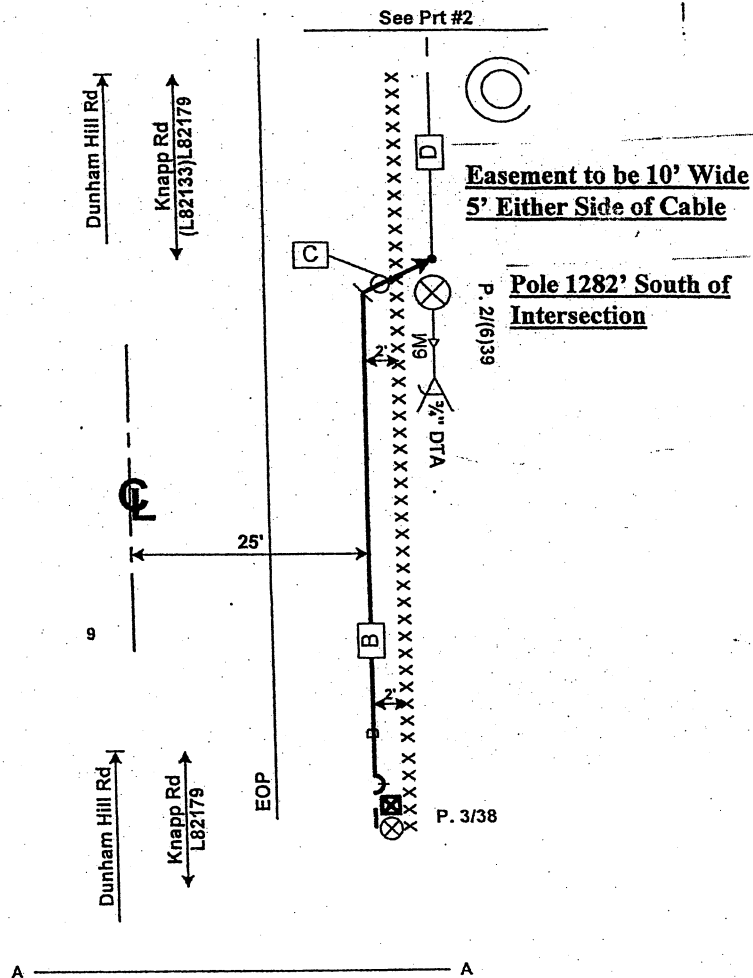 See Prt #2
Dunham Hill Rd
Knapp Rd
(L82133)L82179
D
Easement to be 10' Wide
5' Either Side of Cable
C
P. 2/(6)39
Pole 1282' South of
Intersection
2'
6M
3/4" DTA
CL
25'
9
B
2'
B
Dunham Hill Rd
Knapp Rd
L82179
EOP
P. 3/38
A
A